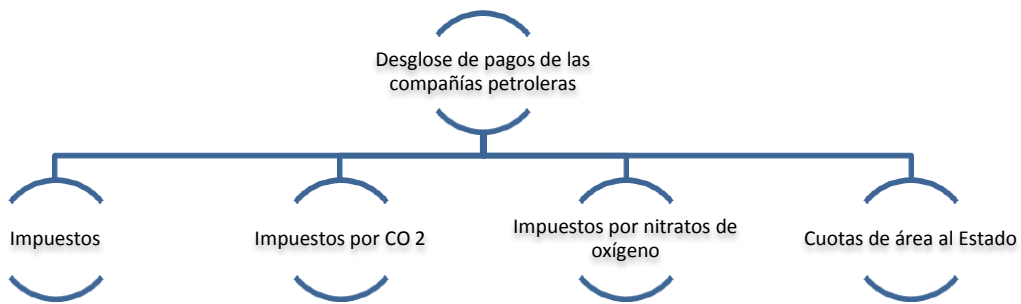 Desglose de pagos de las
compañías petroleras
Impuestos
Impuestos por CO 2
Impuestos por nitratos de
oxígeno
Cuotas de área al Estado